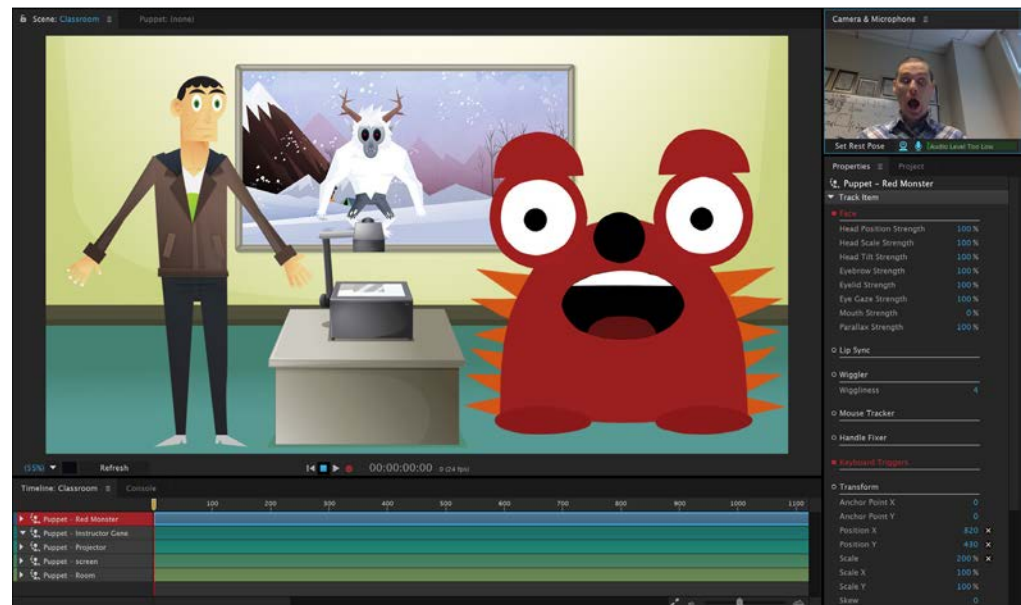 Scene: Classroom
Puppet: (none)
Camera & Microphone
Set Rest Pose
Audio Level Too Low
Properties
Project
Puppet - Red Monster
Track Item
Face
Head Position Strength 100 %
Head Scale Strength 100 %
Head Tilt Strength 100 %
Eyebrow Strength 100 %
Eyelid Strength 100 %
Eye Gaze Strength 100 %
Mouth Strength 0 %
Parallax Strength 100 %
Lip Sync
Wiggler
Wiggliness 4
Mouse Tracker
Handle Fixer
Keyboard Triggers
Transform
Anchor Point X 0
Anchor Point Y 0
Position X 820
Position Y 430
Scale 200 %
Scale X 100 %
Scale Y 100 %
Skew 0
(55%)
Refresh
00:00:00:00
0 (24 fps)
Timeline: Classroom
Console
100 200 300 400 500 600 700 800 900 1000 1100
Puppet - Red Monster
Puppet - Instructor Gene
Puppet - Projector
Puppet - screen
Puppet - Room